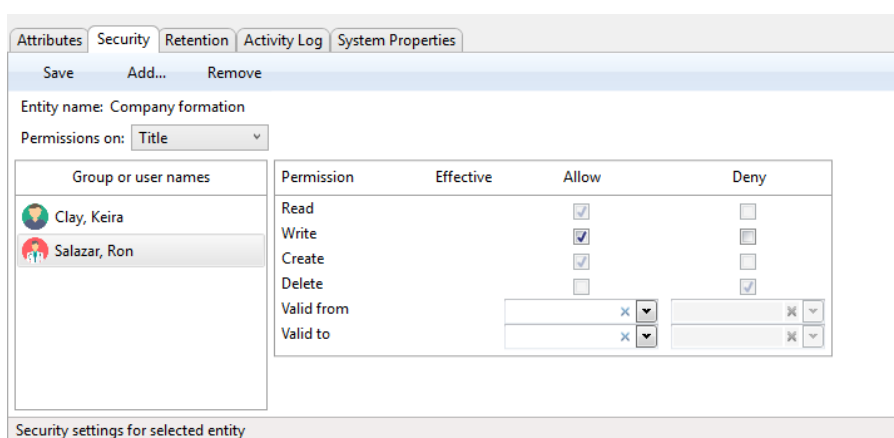 Attributes Security Retention Activity Log System Properties
Save Add... Remove
Entity name: Company formation
Permissions on: Title
Group or user names Permission Effective Allow Deny
Clay, Keira
Salazar, Ron
Read
Write
Create
Delete
Valid from
Valid to
Security settings for selected entity